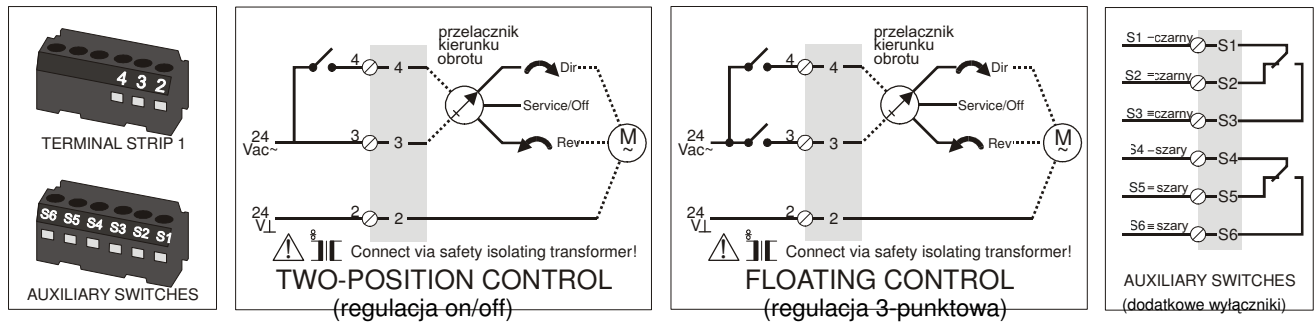 4 3 2
TERMINAL STRIP 1
S6 S5 S4 S3 S2 S1
AUXILIARY SWITCHES
przelacznik
kierunku
obrotu
4 4
Dir
Service/Off
24
Vac~
3 3
Rev
M
~
24
V⊥
2 2
Connect via safety isolating transformer!
TWO-POSITION CONTROL
(regulacja on/off)
przelacznik
kierunku
obrotu
4 4
Dir
Service/Off
24
Vac~
3 3
Rev
M
~
24
V⊥
2 2
Connect via safety isolating transformer!
FLOATING CONTROL
(regulacja 3-punktowa)
S1 –czarny S1
S2 =czarny S2
S3 ≡czarny S3
S4 –szary S4
S5 = szary S5
S6 ≡ szary S6
AUXILIARY SWITCHES
(dodatkowe wyłączniki)